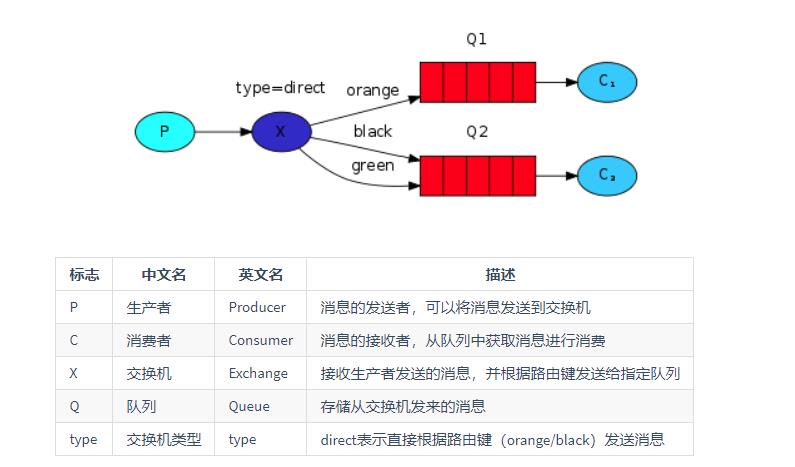 Q1
type=direct
orange
C₁
P
X
black
Q2
green
C₂
标志 中文名 英文名 描述
P 生产者 Producer 消息的发送者，可以将消息发送到交换机
C 消费者 Consumer 消息的接收者，从队列中获取消息进行消费
X 交换机 Exchange 接收生产者发送的消息，并根据路由键发送给指定队列
Q 队列 Queue 存储从交换机发来的消息
type 交换机类型 type direct表示直接根据路由键（orange/black）发送消息